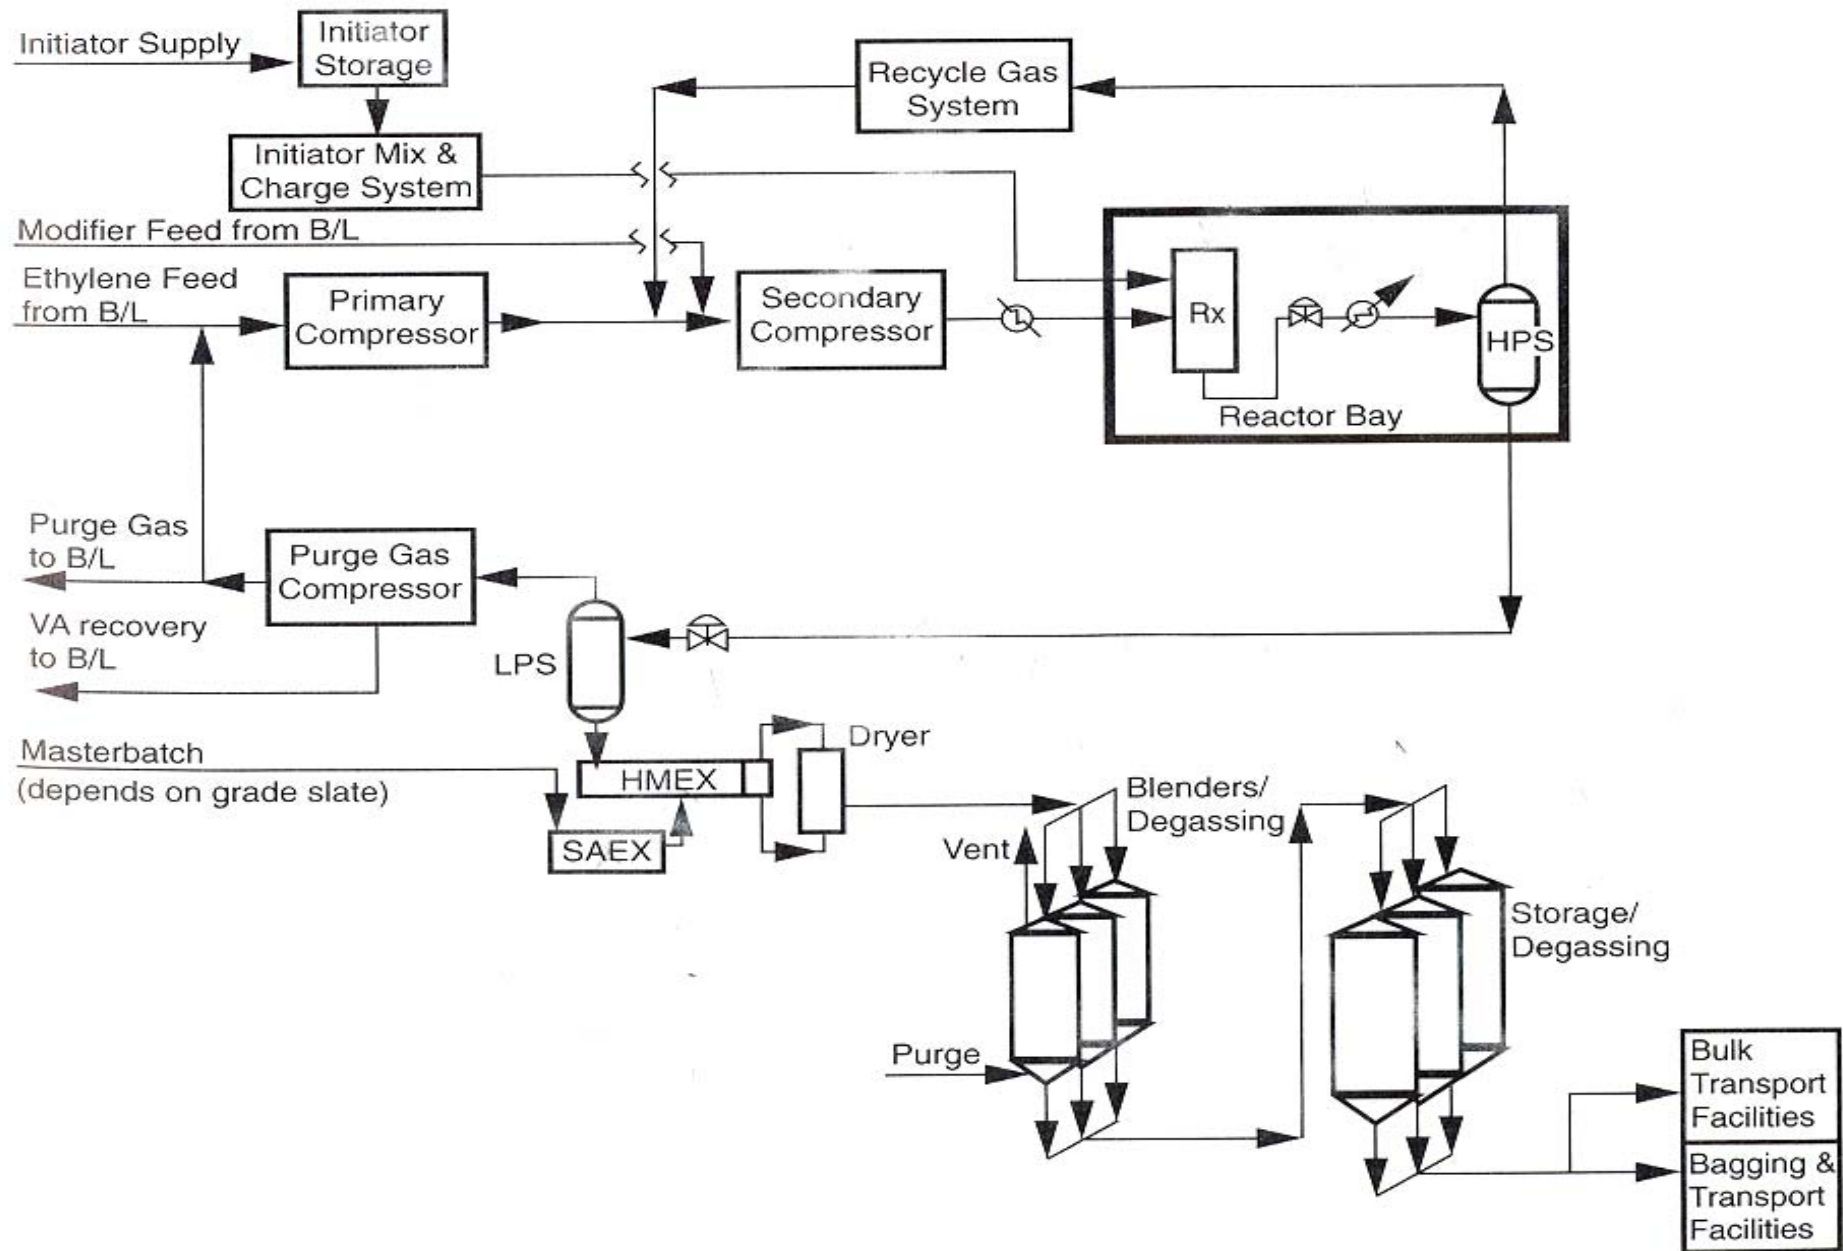 Initiator Supply
Initiator
Storage
Recycle Gas
System
Initiator Mix &
Charge System
Modifier Feed from B/L
Ethylene Feed
from B/L
Primary
Compressor
Secondary
Compressor
Rx
HPS
Reactor Bay
Purge Gas
to B/L
Purge Gas
Compressor
VA recovery
to B/L
LPS
Masterbatch
(depends on grade slate)
HMEX
SAEX
Dryer
Blenders/
Degassing
Vent
Storage/
Degassing
Purge
Bulk
Transport
Facilities
Bagging &
Transport
Facilities